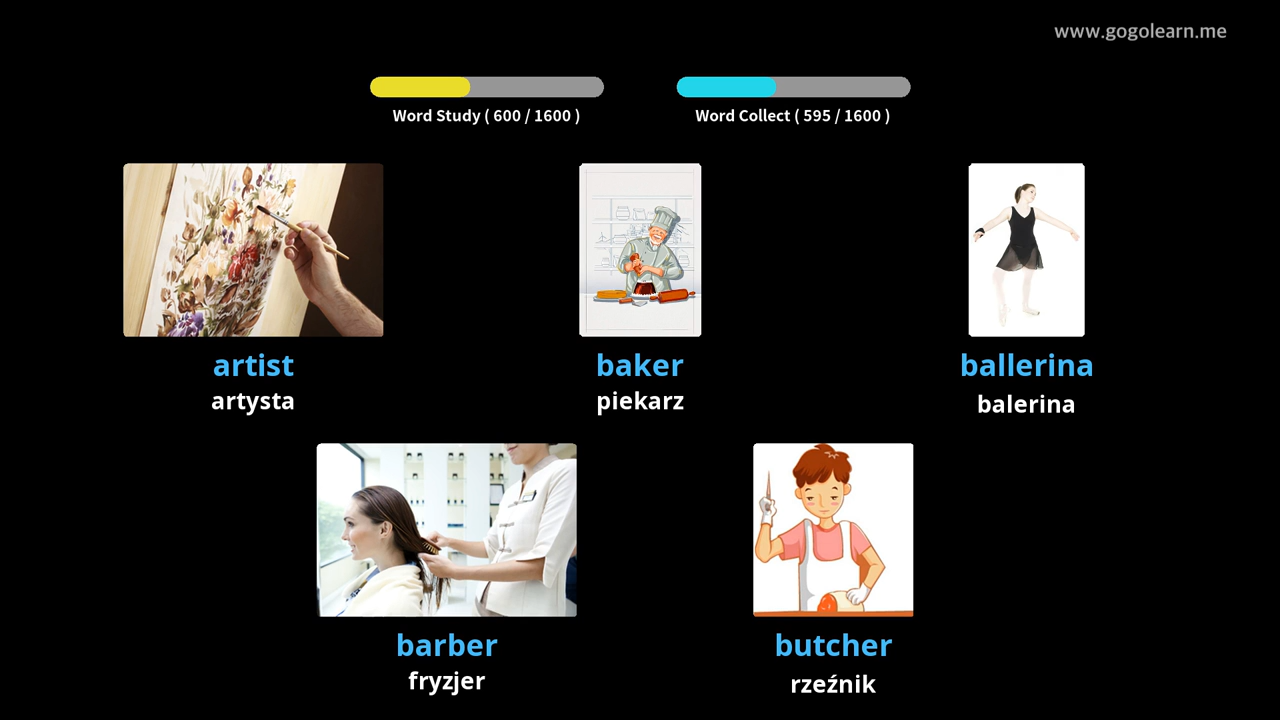 www.gogolearn.me
Word Study ( 600 / 1600 )
Word Collect ( 595 / 1600 )
artist
artysta
baker
piekarz
ballerina
balerina
barber
fryzjer
butcher
rzeźnik